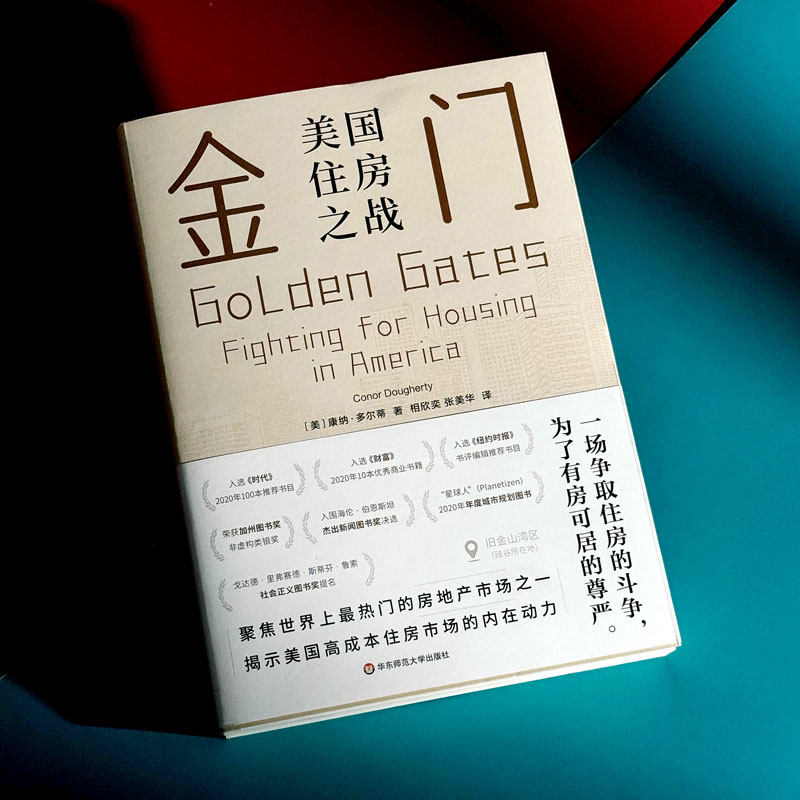 金门
美国
住房
之战
Golden Gates
Fighting for Housing
in America
Conor Dougherty
[美]康纳·多尔蒂 著 相欣奕 张美华 译
入选《时代》
2020年100本推荐书目
入选《财富》
2020年10本优秀商业书籍
入选《纽约时报》
书评编辑推荐书目
荣获加州图书奖
非虚构类银奖
入围海伦·伯恩斯坦
杰出新闻图书奖决选
“星球人”(Planetizen)
2020年年度城市规划图书
戈达德·里弗赛德·斯蒂芬·鲁索
社会正义图书奖提名
旧金山湾区
(硅谷所在地)
一场争取住房的斗争，
为了有房可居的尊严。
聚焦世界上最热门的房地产市场之一
揭示美国高成本住房市场的内在动力
华东师范大学出版社